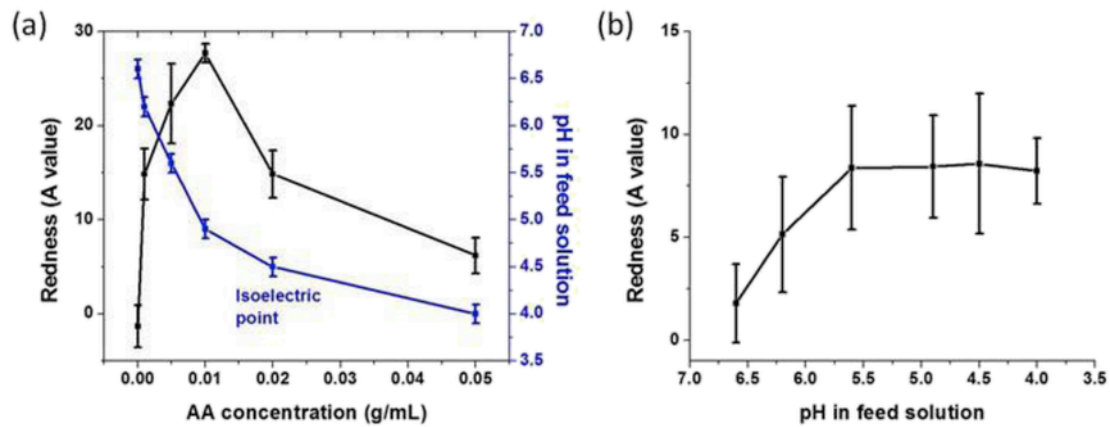 (a)
30
20
10
0
Redness (A value)
7.0
6.5
6.0
5.5
5.0
4.5
4.0
3.5
pH in feed solution
Isoelectric
point
0.00 0.01 0.02 0.03 0.04 0.05
AA concentration (g/mL)
(b)
15
10
5
0
Redness (A value)
7.0 6.5 6.0 5.5 5.0 4.5 4.0 3.5
pH in feed solution